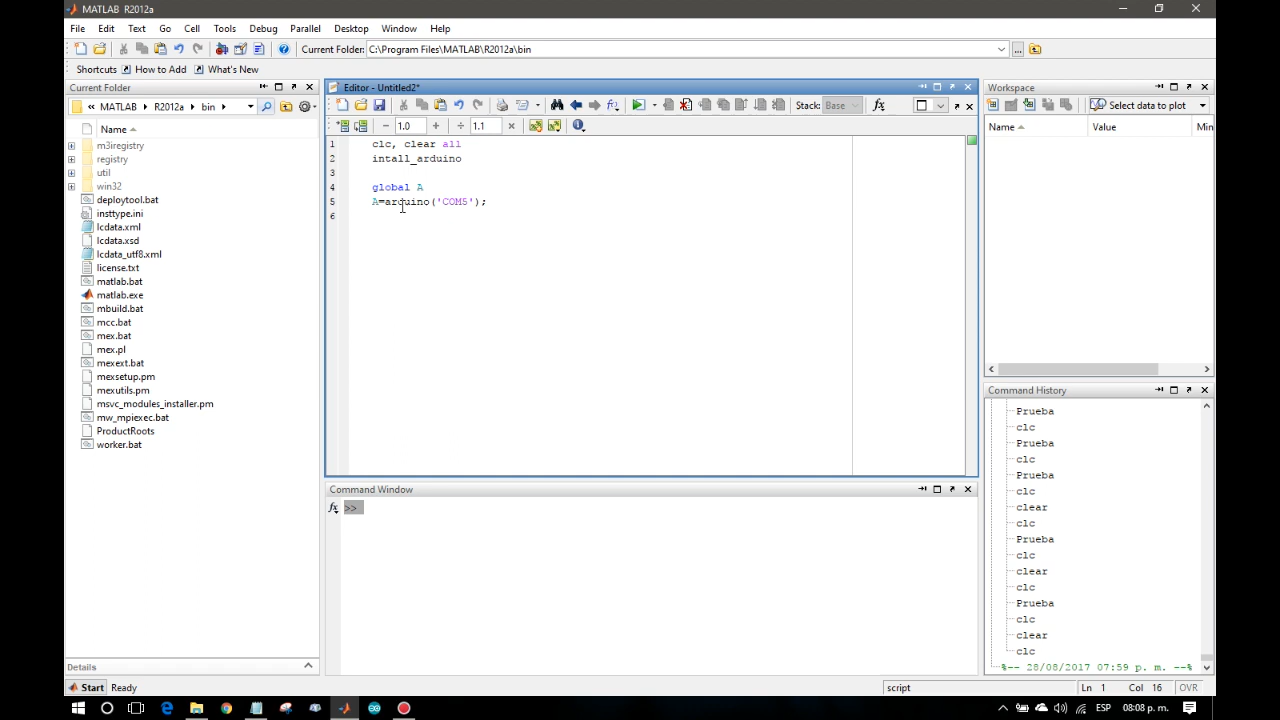 MATLAB R2012a
File Edit Text Go Cell Tools Debug Parallel Desktop Window Help
Current Folder: C:\Program Files\MATLAB\R2012a\bin
Shortcuts How to Add What's New
Current Folder
« MATLAB R2012a bin
Name
m3iregistry
registry
util
win32
deploytool.bat
insttype.ini
lcdata.xml
lcdata.xsd
lcdata_utf8.xml
license.txt
matlab.bat
matlab.exe
mbuild.bat
mcc.bat
mex.bat
mex.pl
mexext.bat
mexsetup.pm
mexutils.pm
msvc_modules_installer.pm
mw_mpiexec.bat
ProductRoots
worker.bat
Details
Editor - Untitled2*
Stack: Base
1.0 1.1
1 clc, clear all
2 intall_arduino
3
4 global A
5 A=arduino('COM5');
6
Command Window
>>
Workspace
Select data to plot
Name Value Min
Command History
Prueba
clc
Prueba
clc
Prueba
clc
clear
clc
Prueba
clc
clear
clc
Prueba
clc
clear
clc
%-- 28/08/2017 07:59 p. m. --%
Start Ready script Ln 1 Col 16 OVR
ESP 08:08 p. m.